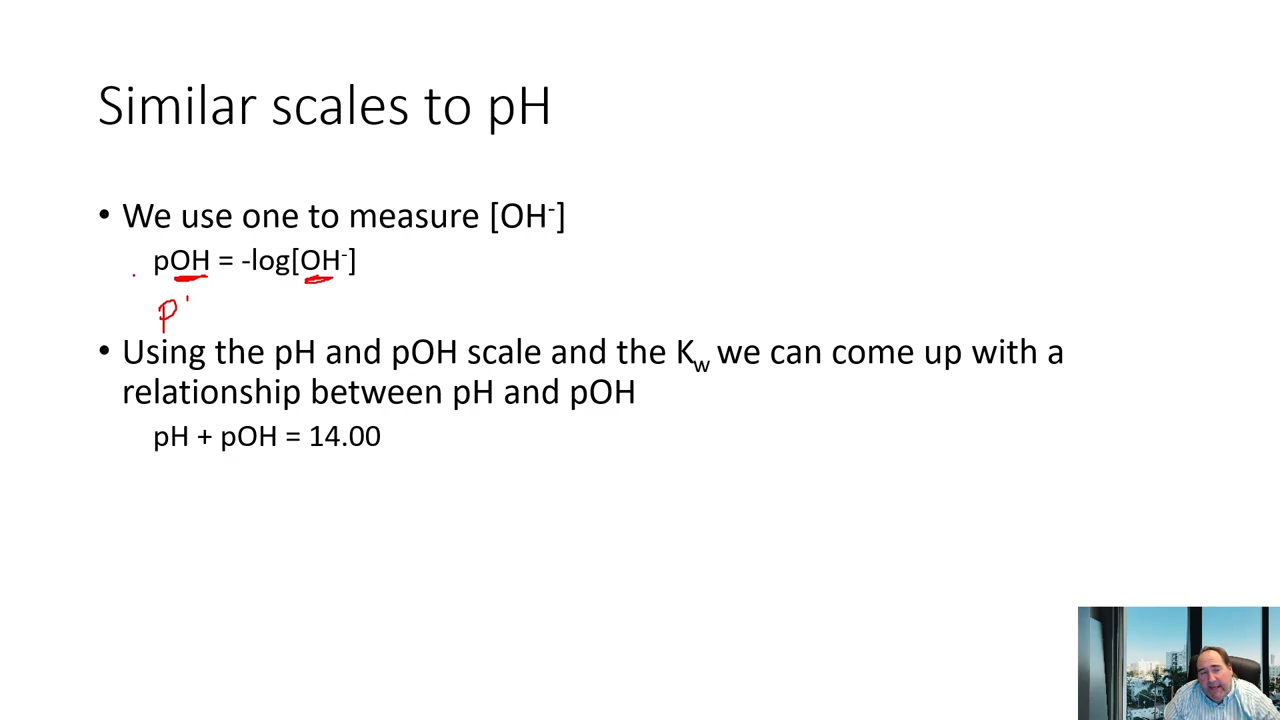 Similar scales to pH
• We use one to measure [OH⁻]
pOH = -log[OH⁻]
p
• Using the pH and pOH scale and the Kw we can come up with a
relationship between pH and pOH
pH + pOH = 14.00